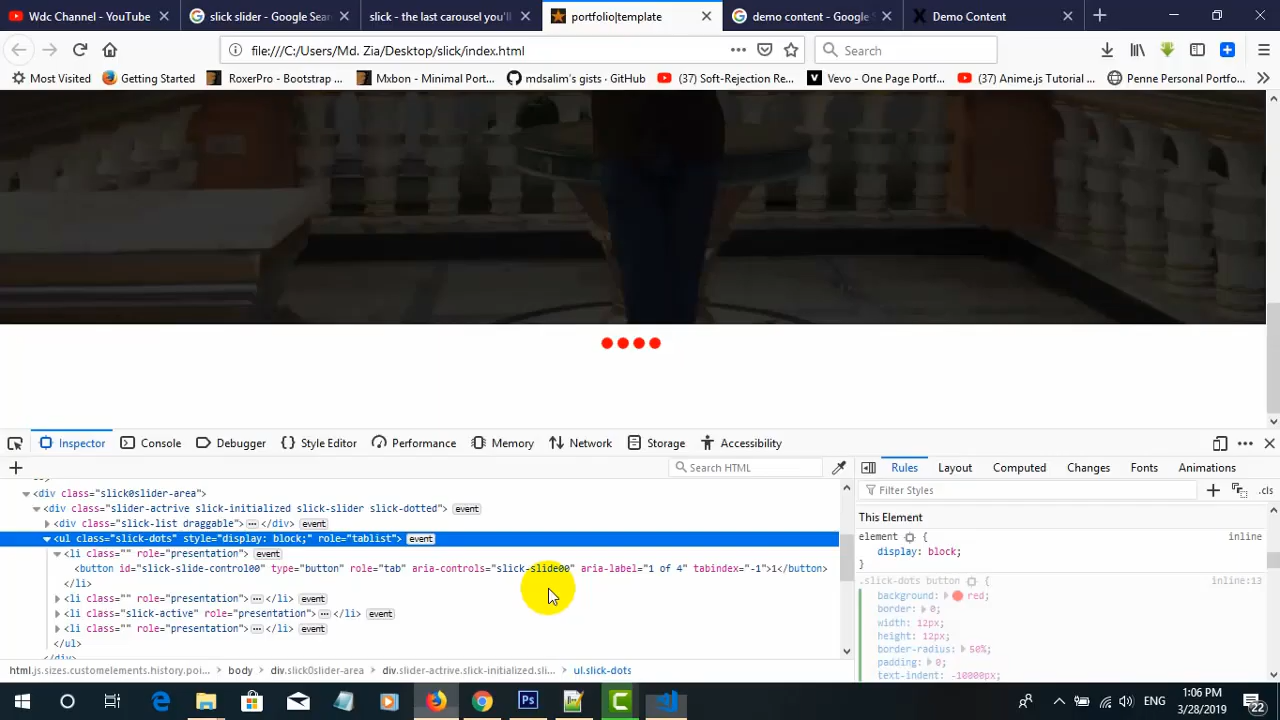 Wdc Channel - YouTube
slick slider - Google Sear
slick - the last carousel you'll
portfolio|template
demo content - Google S
Demo Content
file:///C:/Users/Md. Zia/Desktop/slick/index.html
Search
Most Visited
Getting Started
RoxerPro - Bootstrap ...
Mxbon - Minimal Port...
mdsalim's gists · GitHub
(37) Soft-Rejection Re...
Vevo - One Page Portf...
(37) Anime.js Tutorial ...
Penne Personal Portfo...
Inspector
Console
Debugger
Style Editor
Performance
Memory
Network
Storage
Accessibility
Search HTML
Rules
Layout
Computed
Changes
Fonts
Animations
Filter Styles
.cls
<div class="slick0slider-area">
<div class="slider-actrive slick-initialized slick-slider slick-dotted"> event
<div class="slick-list draggable"> </div> event
<ul class="slick-dots" style="display: block;" role="tablist"> event
<li class="" role="presentation"> event
<button id="slick-slide-control00" type="button" role="tab" aria-controls="slick-slide00" aria-label="1 of 4" tabindex="-1">1</button>
</li>
<li class="" role="presentation"> </li> event
<li class="slick-active" role="presentation"> </li> event
<li class="" role="presentation"> </li> event
</ul>
</div>
This Element
element {
inline
display: block;
}
.slick-dots button {
inline:13
background: red;
border: 0;
width: 12px;
height: 12px;
border-radius: 50%;
padding: 0;
text-indent: -10000px;
html.js.sizes.customelements.history.poi...
body
div.slick0slider-area
div.slider-actrive.slick-initialized.sli...
ul.slick-dots
ENG
1:06 PM
3/28/2019
22